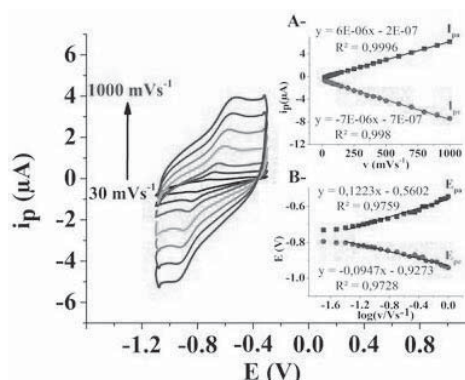 A-
y = 6E-06x - 2E-07
R² = 0,9996
Ipa
1000 mVs⁻¹
30 mVs⁻¹
ip (µA)
6
4
2
0
-2
-4
-6
-1.2 -0.8 -0.4 0.0 0.4 0.8
E (V)
ip(µA)
8
4
0
-4
-8
y = -7E-06x - 7E-07
R² = 0,998
0 250 500 750 1000
v (mVs⁻¹)
B-
y = 0,1223x - 0,5602
R² = 0,9759
Epa
E (V)
-0.6
-0.8
-1.0
y = -0,0947x - 0,9273
R² = 0,9728
-1.6 -1.2 -0.8 -0.4 0.0
log(v/Vs⁻¹)